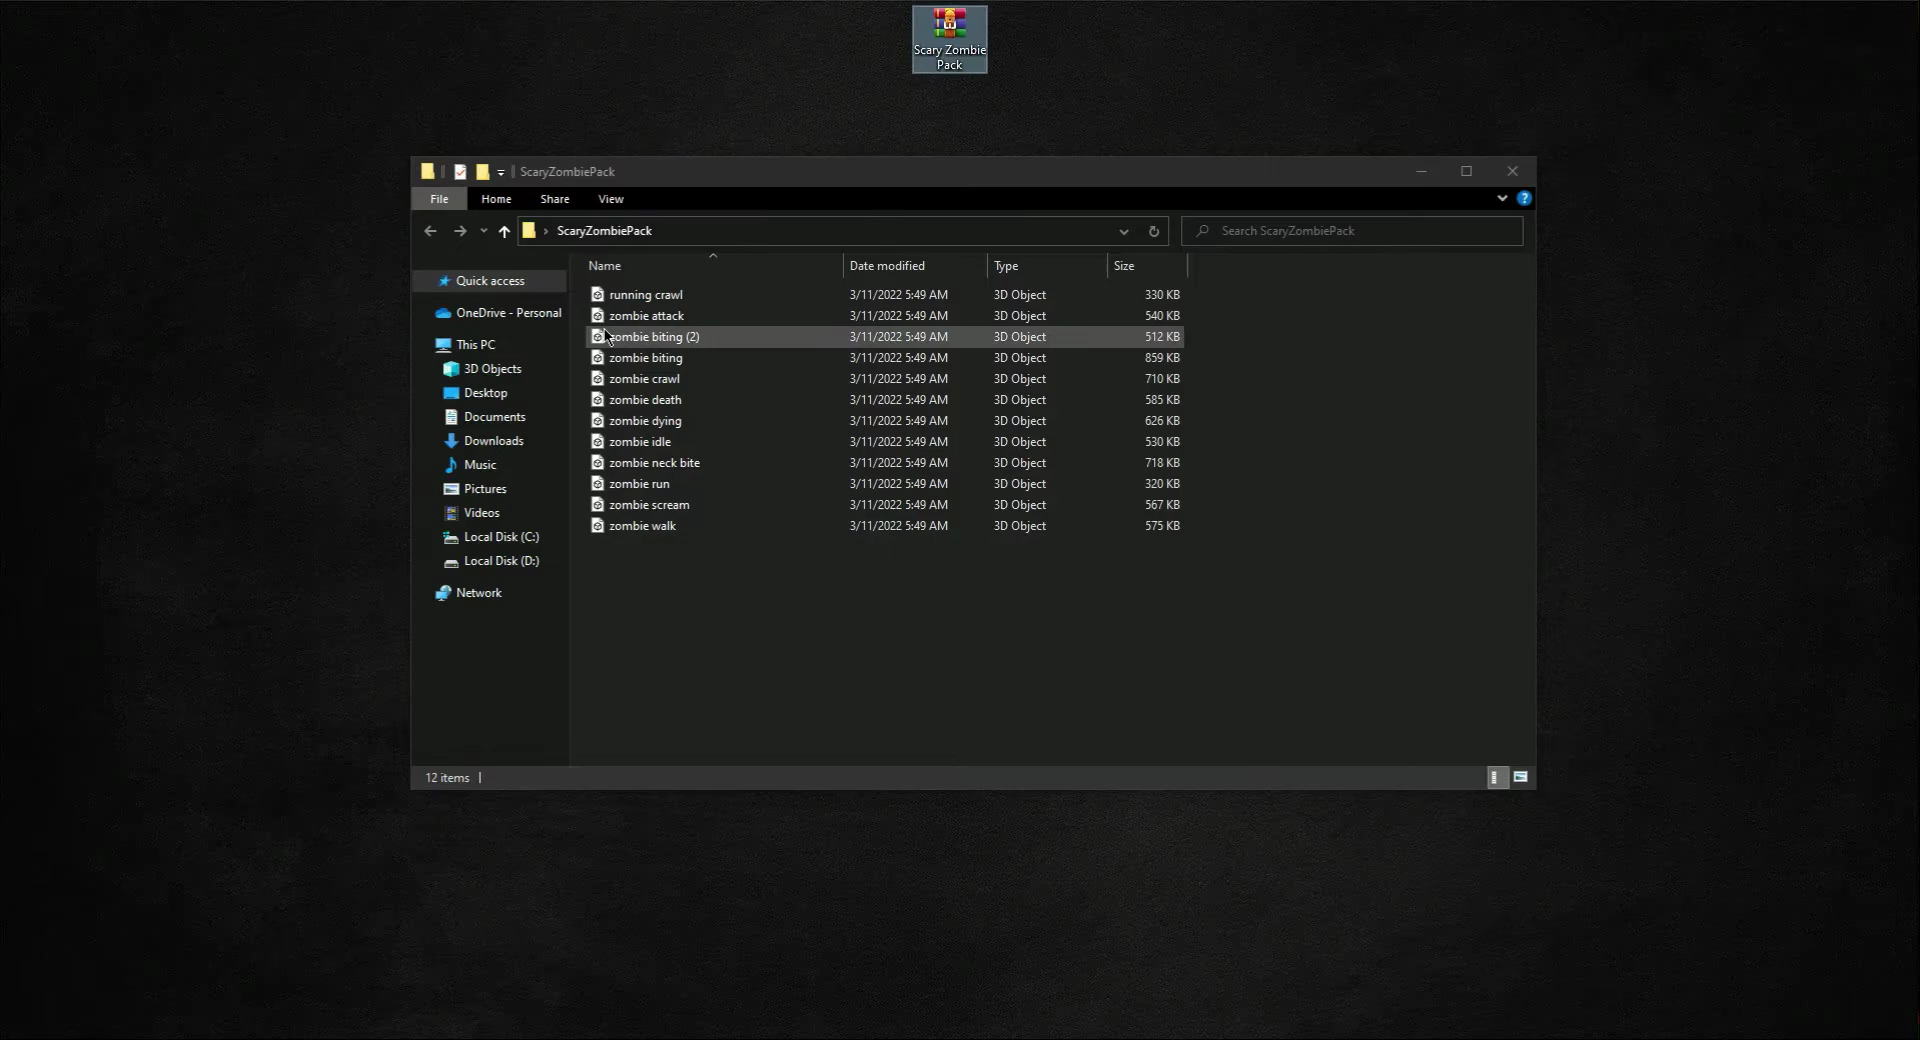 Scary Zombie
Pack
ScaryZombiePack
File Home Share View
ScaryZombiePack
Search ScaryZombiePack
Name Date modified Type Size
Quick access
OneDrive - Personal
This PC
3D Objects
Desktop
Documents
Downloads
Music
Pictures
Videos
Local Disk (C:)
Local Disk (D:)
Network
running crawl 3/11/2022 5:49 AM 3D Object 330 KB
zombie attack 3/11/2022 5:49 AM 3D Object 540 KB
zombie biting (2) 3/11/2022 5:49 AM 3D Object 512 KB
zombie biting 3/11/2022 5:49 AM 3D Object 859 KB
zombie crawl 3/11/2022 5:49 AM 3D Object 710 KB
zombie death 3/11/2022 5:49 AM 3D Object 585 KB
zombie dying 3/11/2022 5:49 AM 3D Object 626 KB
zombie idle 3/11/2022 5:49 AM 3D Object 530 KB
zombie neck bite 3/11/2022 5:49 AM 3D Object 718 KB
zombie run 3/11/2022 5:49 AM 3D Object 320 KB
zombie scream 3/11/2022 5:49 AM 3D Object 567 KB
zombie walk 3/11/2022 5:49 AM 3D Object 575 KB
12 items